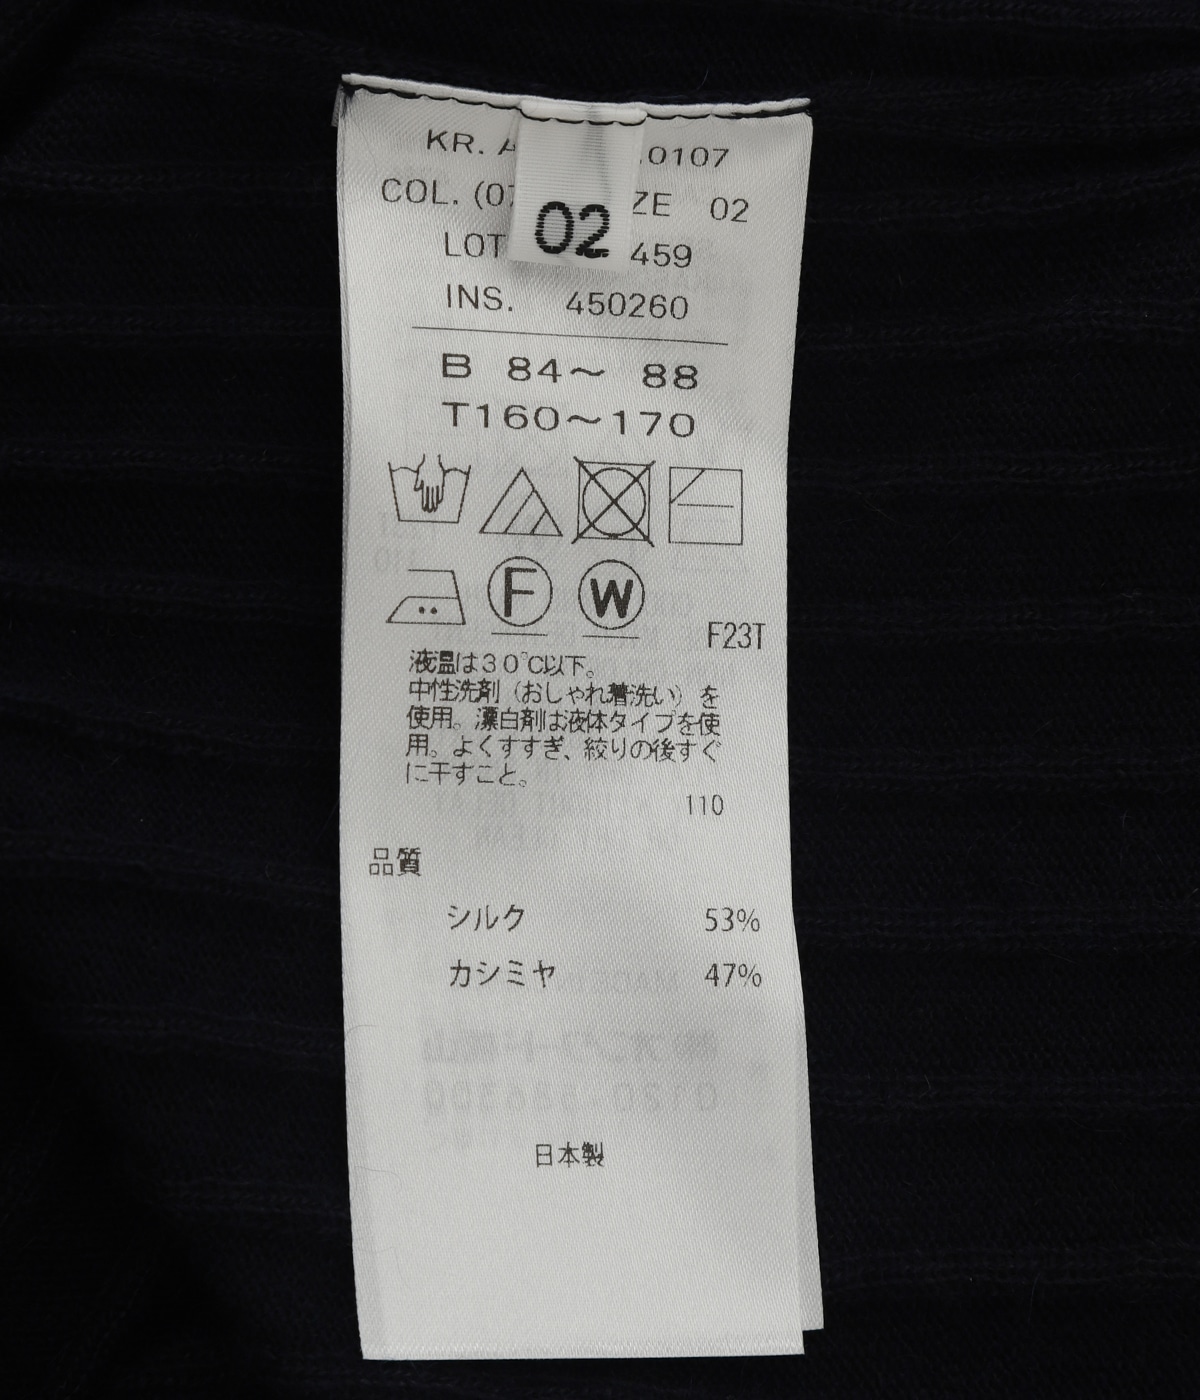 KR. .0107
COL. (07 ZE 02
02
LOT 459
INS. 450260
B 84～ 88
T160～170
F
W
F23T
液温は30℃以下。
中性洗剤（おしゃれ着洗い）を
使用。漂白剤は液体タイプを使
用。よくすすぎ、絞りの後すぐ
に干すこと。
110
品質
シルク 53%
カシミヤ 47%
日本製